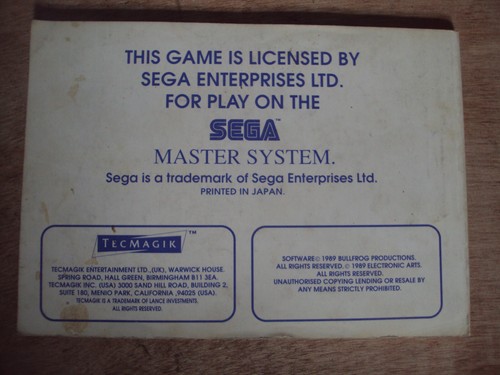 THIS GAME IS LICENSED BY
SEGA ENTERPRISES LTD.
FOR PLAY ON THE
SEGA™
MASTER SYSTEM.
Sega is a trademark of Sega Enterprises Ltd.
PRINTED IN JAPAN.
TECMAGIK™
TECMAGIK ENTERTAINMENT LTD.,(UK), WARWICK HOUSE.
SPRING ROAD, HALL GREEN, BIRMINGHAM B11 3EA.
TECMAGIK INC. (USA) 3000 SAND HILL ROAD, BUILDING 2,
SUITE 180, MENLO PARK, CALIFORNIA ,94025 (USA).
TECMAGIK IS A TRADEMARK OF LANCE INVESTMENTS.
ALL RIGHTS RESERVED.
SOFTWARE© 1989 BULLFROG PRODUCTIONS.
ALL RIGHTS RESERVED. © 1989 ELECTRONIC ARTS.
ALL RIGHTS RESERVED.
UNAUTHORISED COPYING LENDING OR RESALE BY
ANY MEANS STRICTLY PROHIBITED.